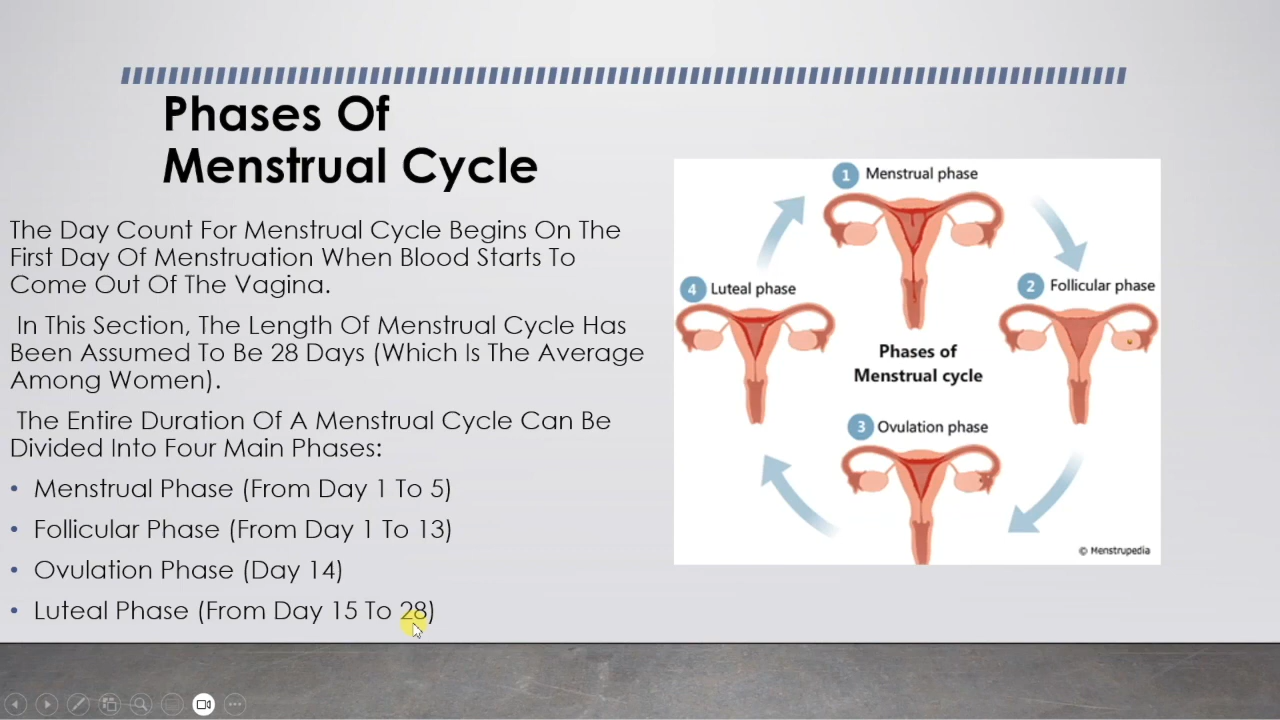 Phases Of
Menstrual Cycle
The Day Count For Menstrual Cycle Begins On The
First Day Of Menstruation When Blood Starts To
Come Out Of The Vagina.
In This Section, The Length Of Menstrual Cycle Has
Been Assumed To Be 28 Days (Which Is The Average
Among Women).
The Entire Duration Of A Menstrual Cycle Can Be
Divided Into Four Main Phases:
• Menstrual Phase (From Day 1 To 5)
• Follicular Phase (From Day 1 To 13)
• Ovulation Phase (Day 14)
• Luteal Phase (From Day 15 To 28)
1 Menstrual phase
2 Follicular phase
3 Ovulation phase
4 Luteal phase
Phases of
Menstrual cycle
© Menstrupedia